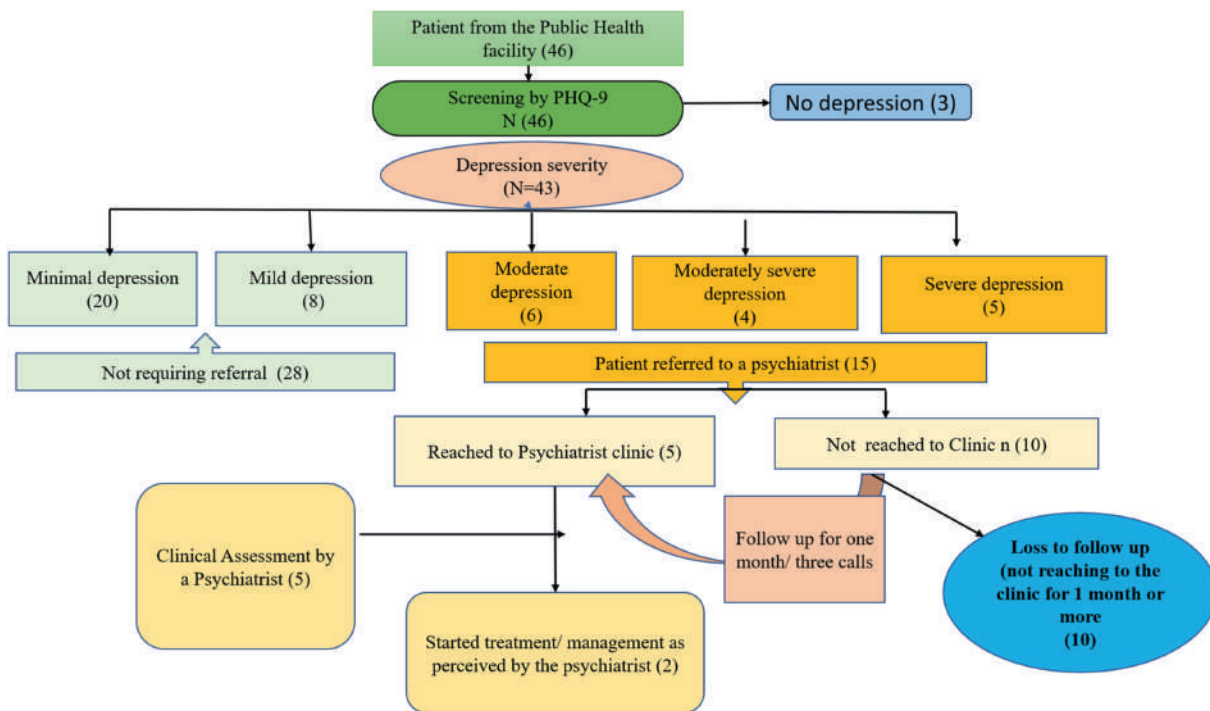 Patient from the Public Health
facility (46)
Screening by PHQ-9
N (46)
No depression (3)
Depression severity
(N=43)
Minimal depression
(20)
Mild depression
(8)
Moderate
depression
(6)
Moderately severe
depression
(4)
Severe depression
(5)
Not requiring referral (28)
Patient referred to a psychiatrist (15)
Reached to Psychiatrist clinic (5)
Not reached to Clinic n (10)
Clinical Assessment by
a Psychiatrist (5)
Follow up for one
month/ three calls
Loss to follow up
(not reaching to the
clinic for 1 month or
more
(10)
Started treatment/ management as
perceived by the psychiatrist (2)